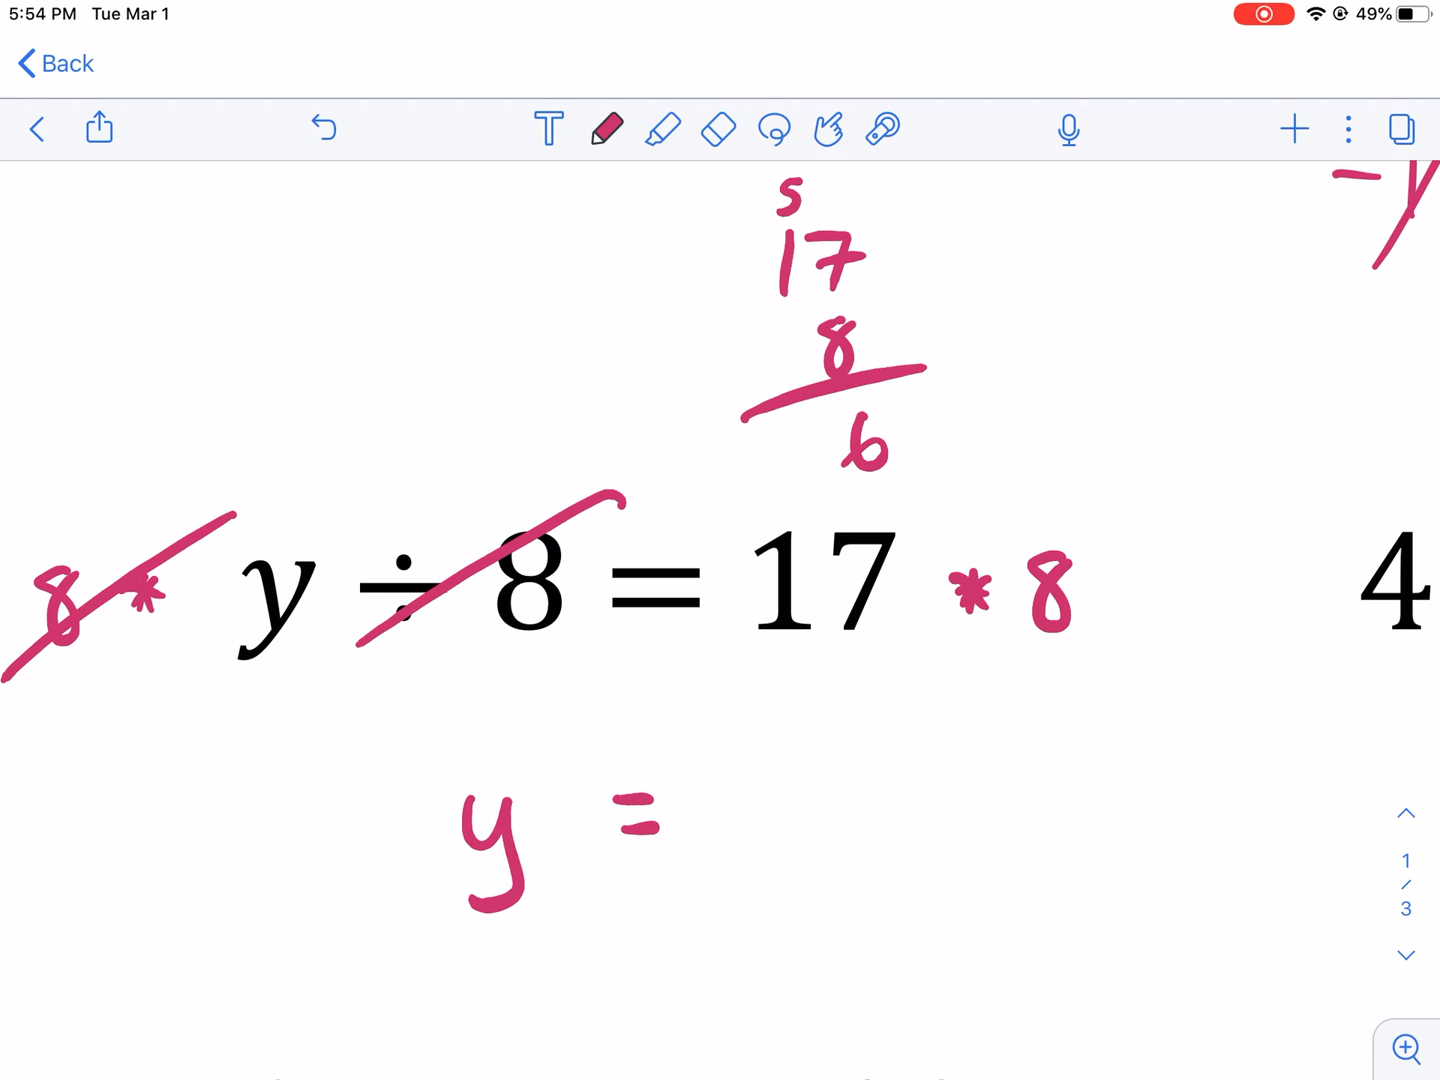 5:54 PM Tue Mar 1 49%
Back
T
- y
5
17
8
6
8 * y ÷ 8 = 17 * 8 4
y =
1
/
3